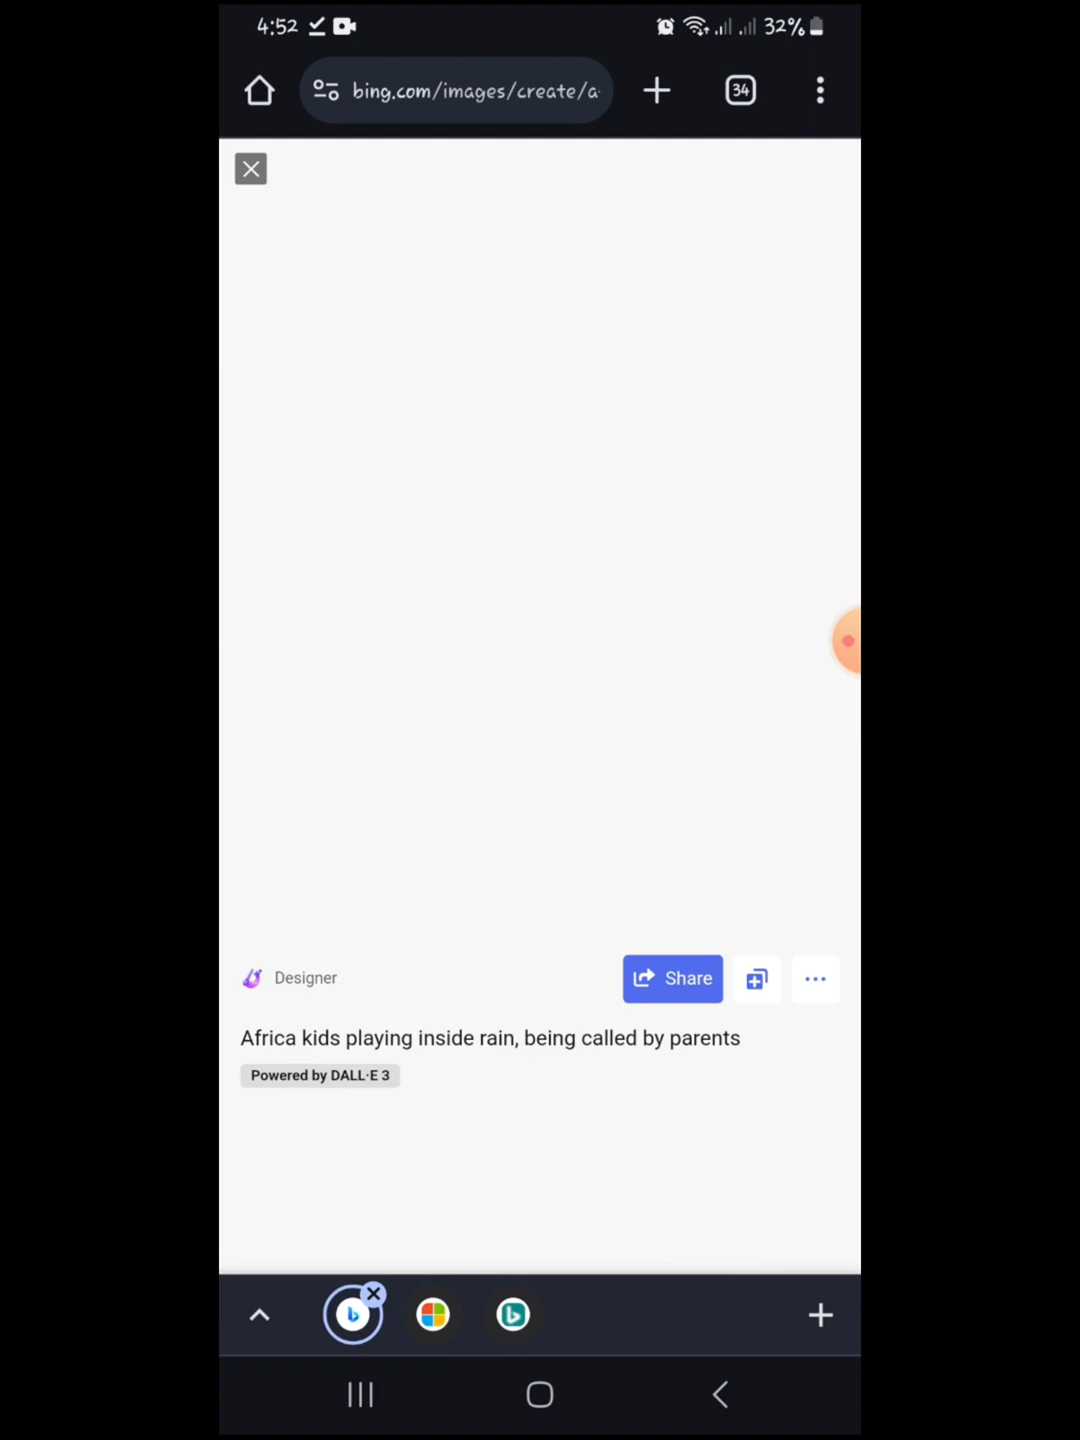 4:52 32%
bing.com/images/create/a
34
Designer
Share
Africa kids playing inside rain, being called by parents
Powered by DALL·E 3